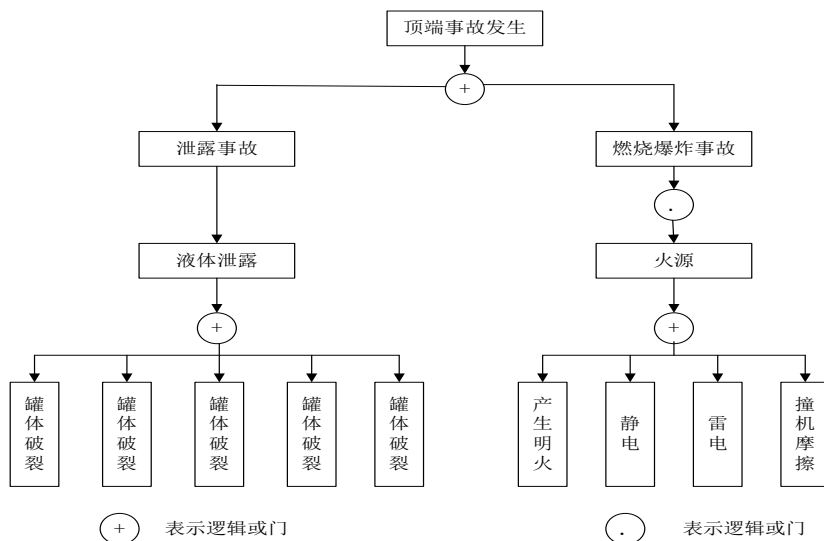 顶端事故发生
+
泄露事故
燃烧爆炸事故
.
液体泄露
火源
+
+
罐体破裂
罐体破裂
罐体破裂
罐体破裂
罐体破裂
产生明火
静电
雷电
撞机摩擦
+ 表示逻辑或门
. 表示逻辑或门